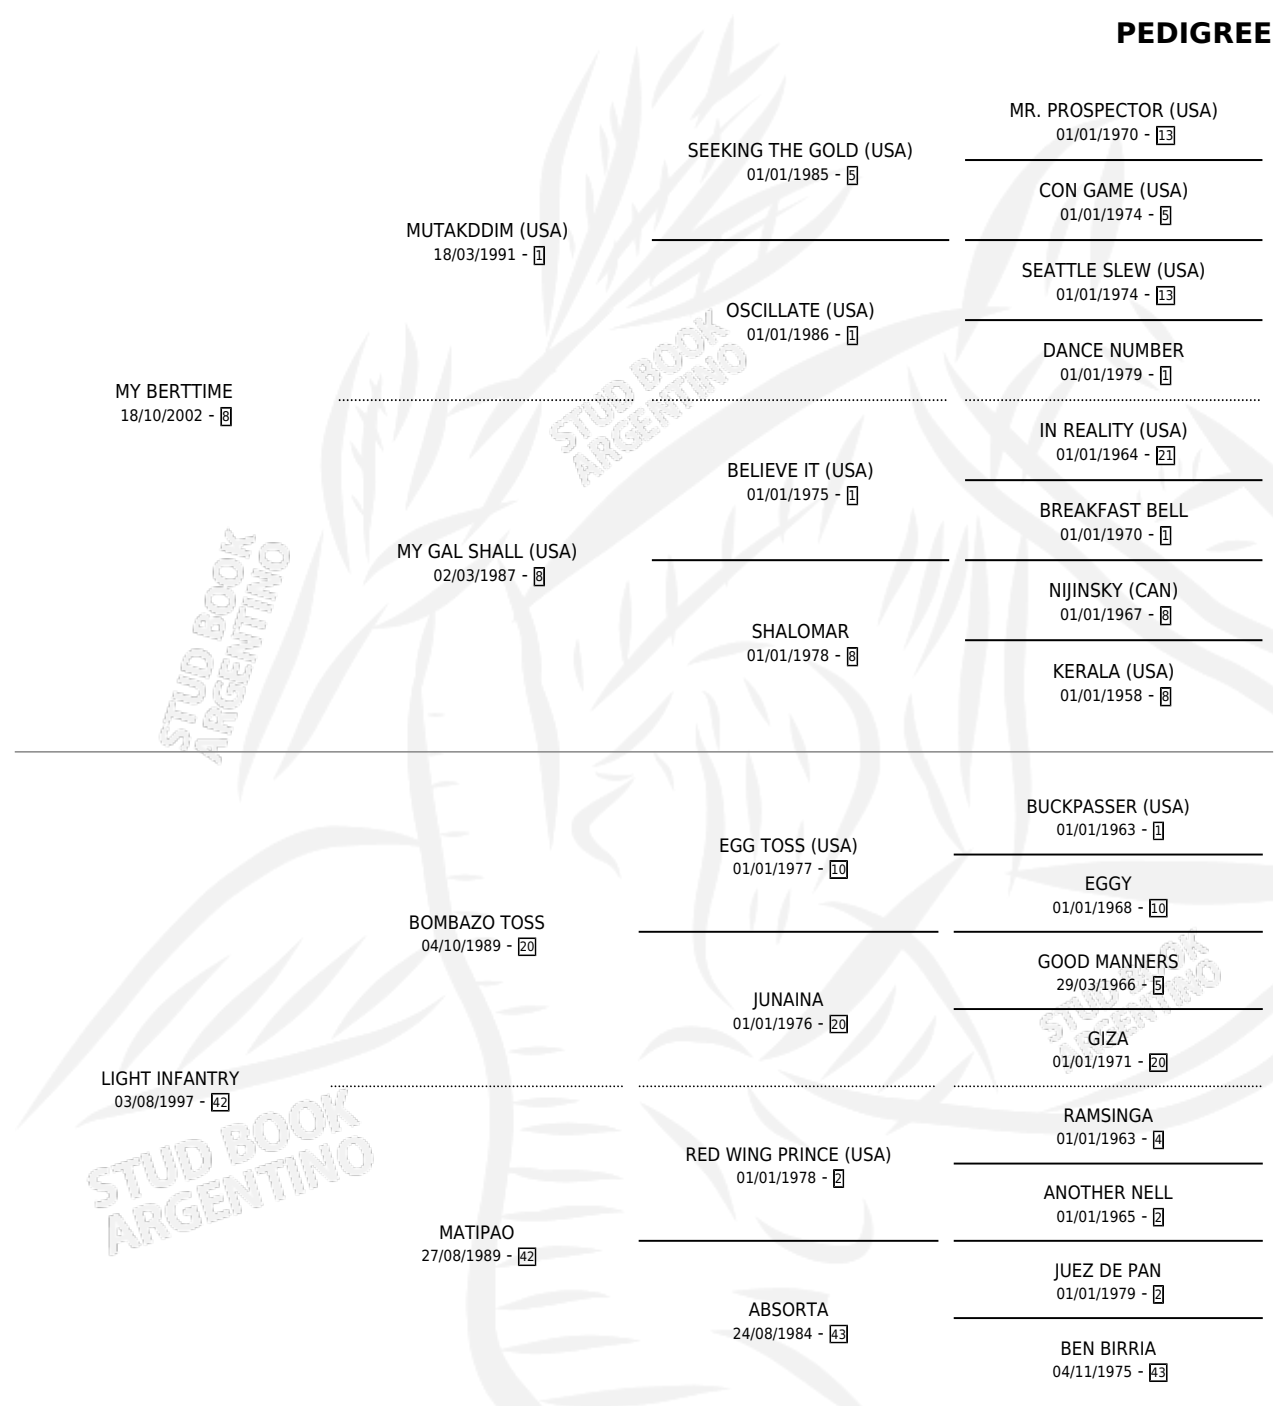 PEDIGREE
MR. PROSPECTOR (USA)
01/01/1970 - 13
SEEKING THE GOLD (USA)
01/01/1985 - 5
CON GAME (USA)
01/01/1974 - 5
MUTAKDDIM (USA)
18/03/1991 - 1
SEATTLE SLEW (USA)
01/01/1974 - 13
OSCILLATE (USA)
01/01/1986 - 1
DANCE NUMBER
01/01/1979 - 1
MY BERTTIME
18/10/2002 - 8
IN REALITY (USA)
01/01/1964 - 21
BELIEVE IT (USA)
01/01/1975 - 1
BREAKFAST BELL
01/01/1970 - 1
MY GAL SHALL (USA)
02/03/1987 - 8
NIJINSKY (CAN)
01/01/1967 - 8
SHALOMAR
01/01/1978 - 8
KERALA (USA)
01/01/1958 - 8
BUCKPASSER (USA)
01/01/1963 - 1
EGG TOSS (USA)
01/01/1977 - 10
EGGY
01/01/1968 - 10
BOMBAZO TOSS
04/10/1989 - 20
GOOD MANNERS
29/03/1966 - 5
JUNAINA
01/01/1976 - 20
GIZA
01/01/1971 - 20
LIGHT INFANTRY
03/08/1997 - 42
RAMSINGA
01/01/1963 - 4
RED WING PRINCE (USA)
01/01/1978 - 2
ANOTHER NELL
01/01/1965 - 2
MATIPAO
27/08/1989 - 42
JUEZ DE PAN
01/01/1979 - 2
ABSORTA
24/08/1984 - 43
BEN BIRRIA
04/11/1975 - 43
STUD BOOK
ARGENTINO
STUD BOOK
ARGENTINO
STUD BOOK
ARGENTINO
STUD BOOK
ARGENTINO